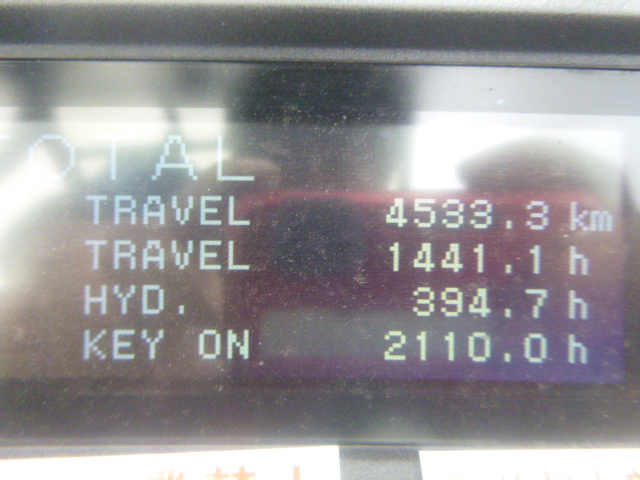 TOTAL
TRAVEL 4533.3 km
TRAVEL 1441.1 h
HYD. 394.7 h
KEY ON 2110.0 h